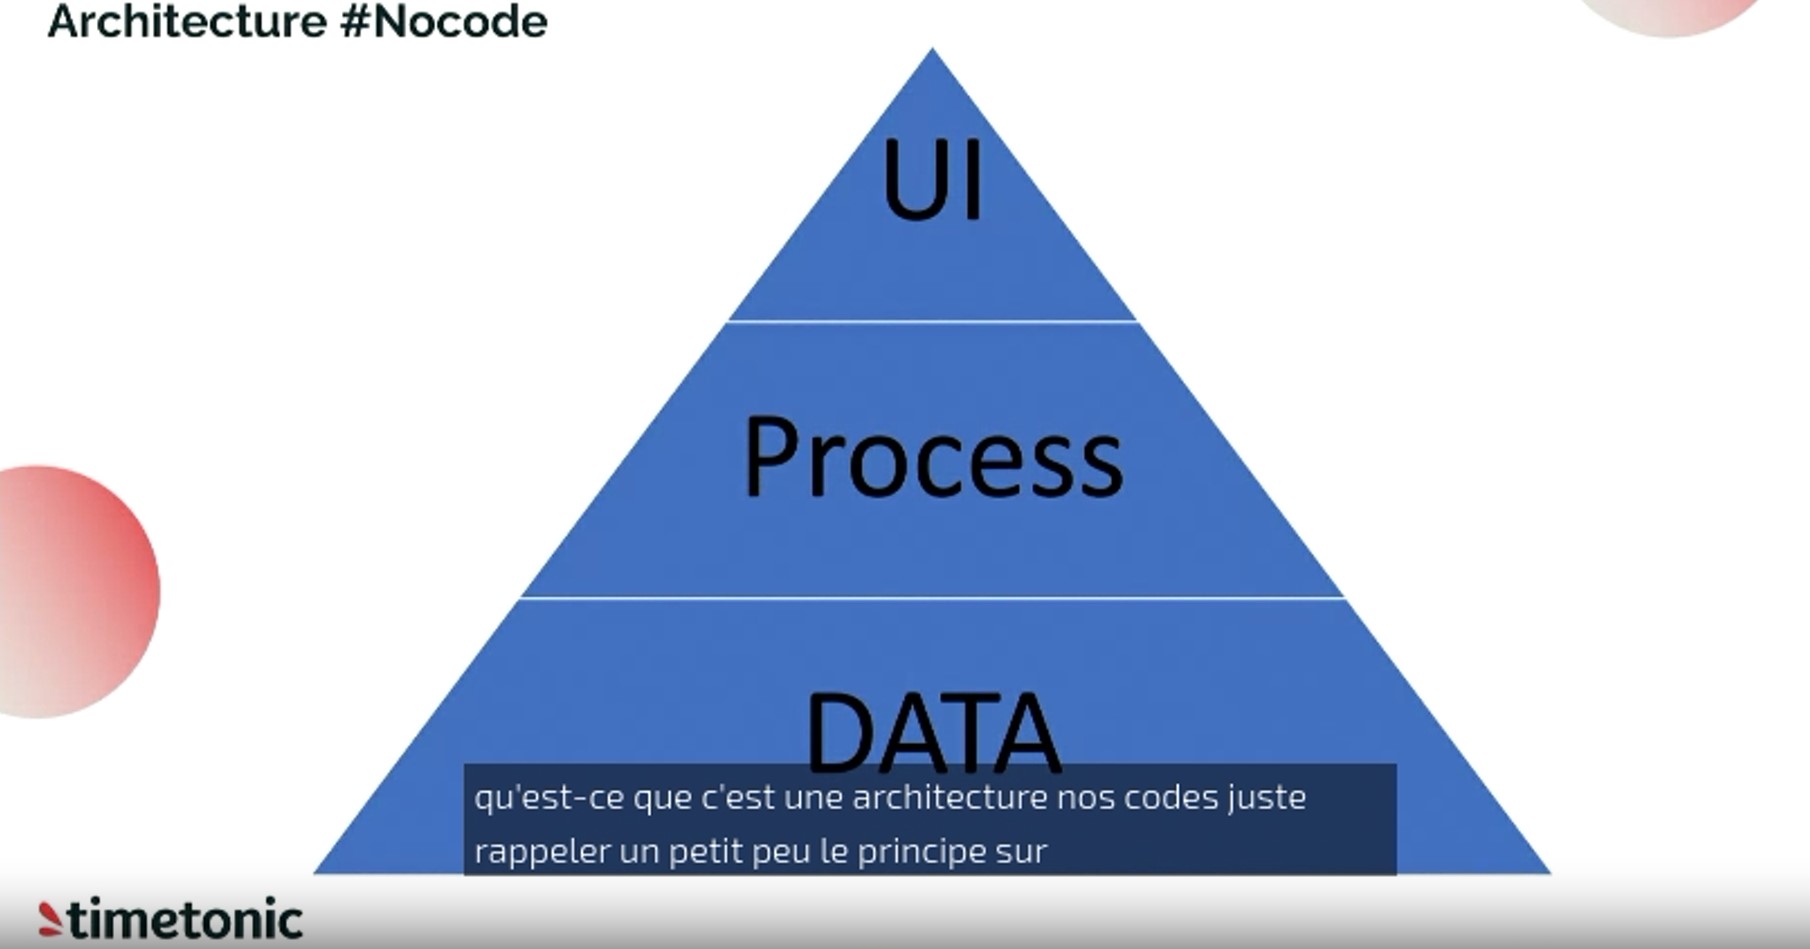 Architecture #Nocode
UI
Process
DATA
qu'est-ce que c'est une architecture nos codes juste
rappeler un petit peu le principe sur
timetonic